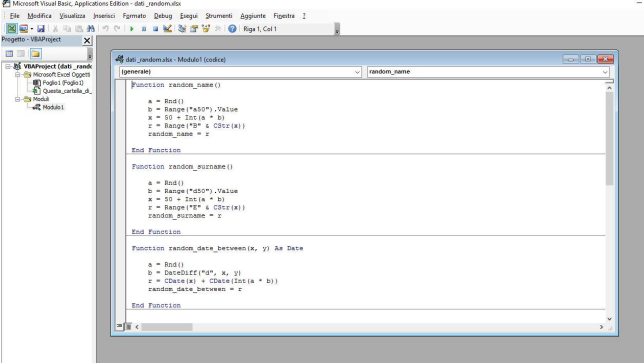 Microsoft Visual Basic, Applications Edition - dati_random.xlsx
File Modifica Visualizza Inserisci Formato Debug Esegui Strumenti Aggiunte Finestra ?
Riga 1, Col 1
Progetto - VBAProject
VBAProject (dati_rando
Microsoft Excel Oggetti
Foglio1 (Foglio1)
Questa_cartella_di_
Moduli
Modulo1
dati_random.xlsx - Modulo1 (codice)
(generale) random_name
Function random_name()
a = Rnd()
b = Range("a50").Value
x = 50 + Int(a * b)
r = Range("B" & CStr(x))
random_name = r
End Function
Function random_surname()
a = Rnd()
b = Range("d50").Value
x = 50 + Int(a * b)
r = Range("E" & CStr(x))
random_surname = r
End Function
Function random_date_between(x, y) As Date
a = Rnd()
b = DateDiff("d", x, y)
r = CDate(x) + CDate(Int(a * b))
random_date_between = r
End Function